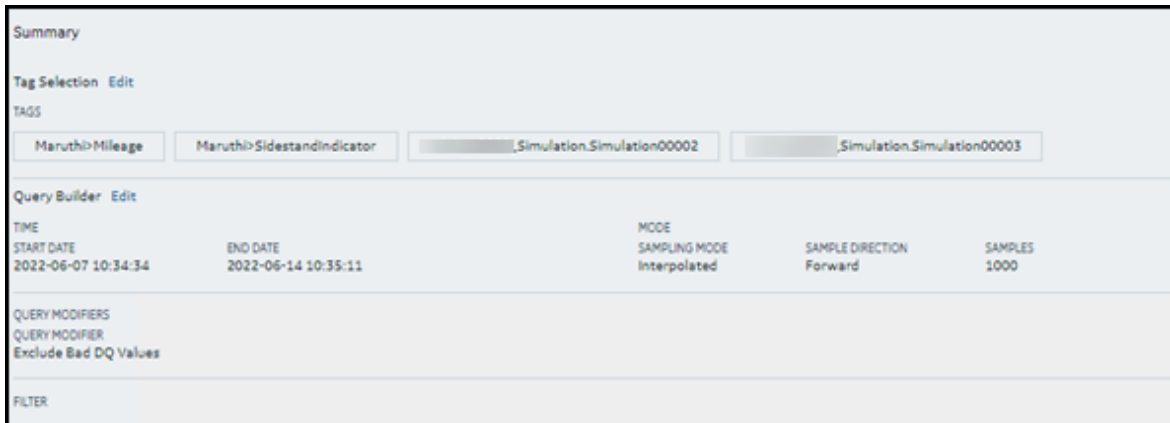 Summary
Tag Selection Edit
TAGS
Maruthi>Mileage Maruthi>SidestandIndicator ,Simulation.Simulation00002 ,Simulation.Simulation00003
Query Builder Edit
TIME MODE
START DATE END DATE SAMPLING MODE SAMPLE DIRECTION SAMPLES
2022-06-07 10:34:34 2022-06-14 10:35:11 Interpolated Forward 1000
QUERY MODIFIERS
QUERY MODIFIER
Exclude Bad DQ Values
FILTER